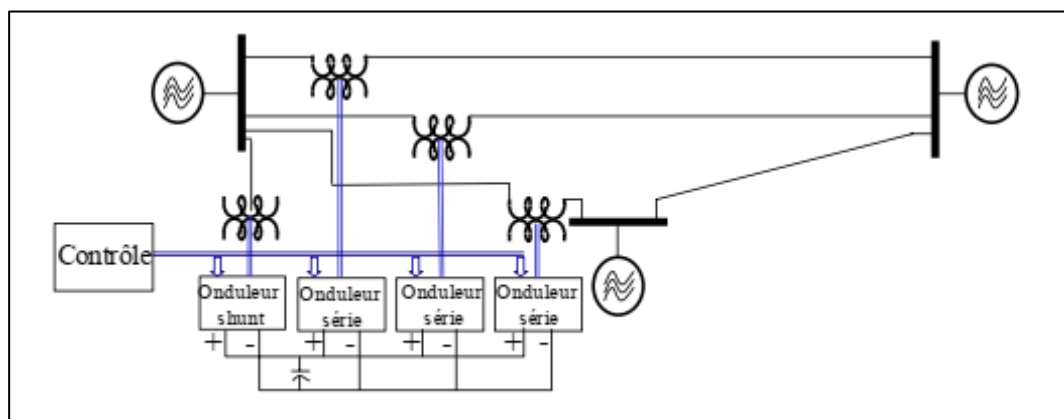 Contrôle
Onduleur
shunt
Onduleur
série
Onduleur
série
Onduleur
série
+ -
+ -
+ -
+ -